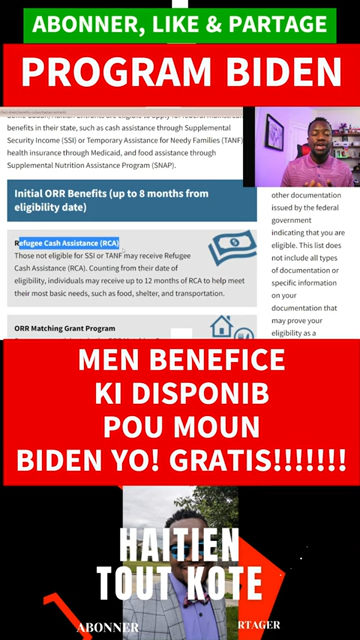 ABONNER, LIKE & PARTAGE
PROGRAM BIDEN
benefits in their state, such as cash assistance through Supplemental
Security Income (SSI) or Temporary Assistance for Needy Families (TANF)
health insurance through Medicaid, and food assistance through
Supplemental Nutrition Assistance Program (SNAP).
Initial ORR Benefits (up to 8 months from
eligibility date)
Refugee Cash Assistance (RCA)
Those not eligible for SSI or TANF may receive Refugee
Cash Assistance (RCA). Counting from their date of
eligibility, individuals may receive up to 12 months of RCA to help meet
their most basic needs, such as food, shelter, and transportation.
ORR Matching Grant Program
other documentation
issued by the federal
government
indicating that you are
eligible. This list does
not include all types
of documentation or
specific information
on your
documentation that
may prove your
eligibility as a
MEN BENEFICE
KI DISPONIB
POU MOUN
BIDEN YO! GRATIS!!!!!!!
HAITIEN
TOUT KOTE
ABONNER
RTAGER